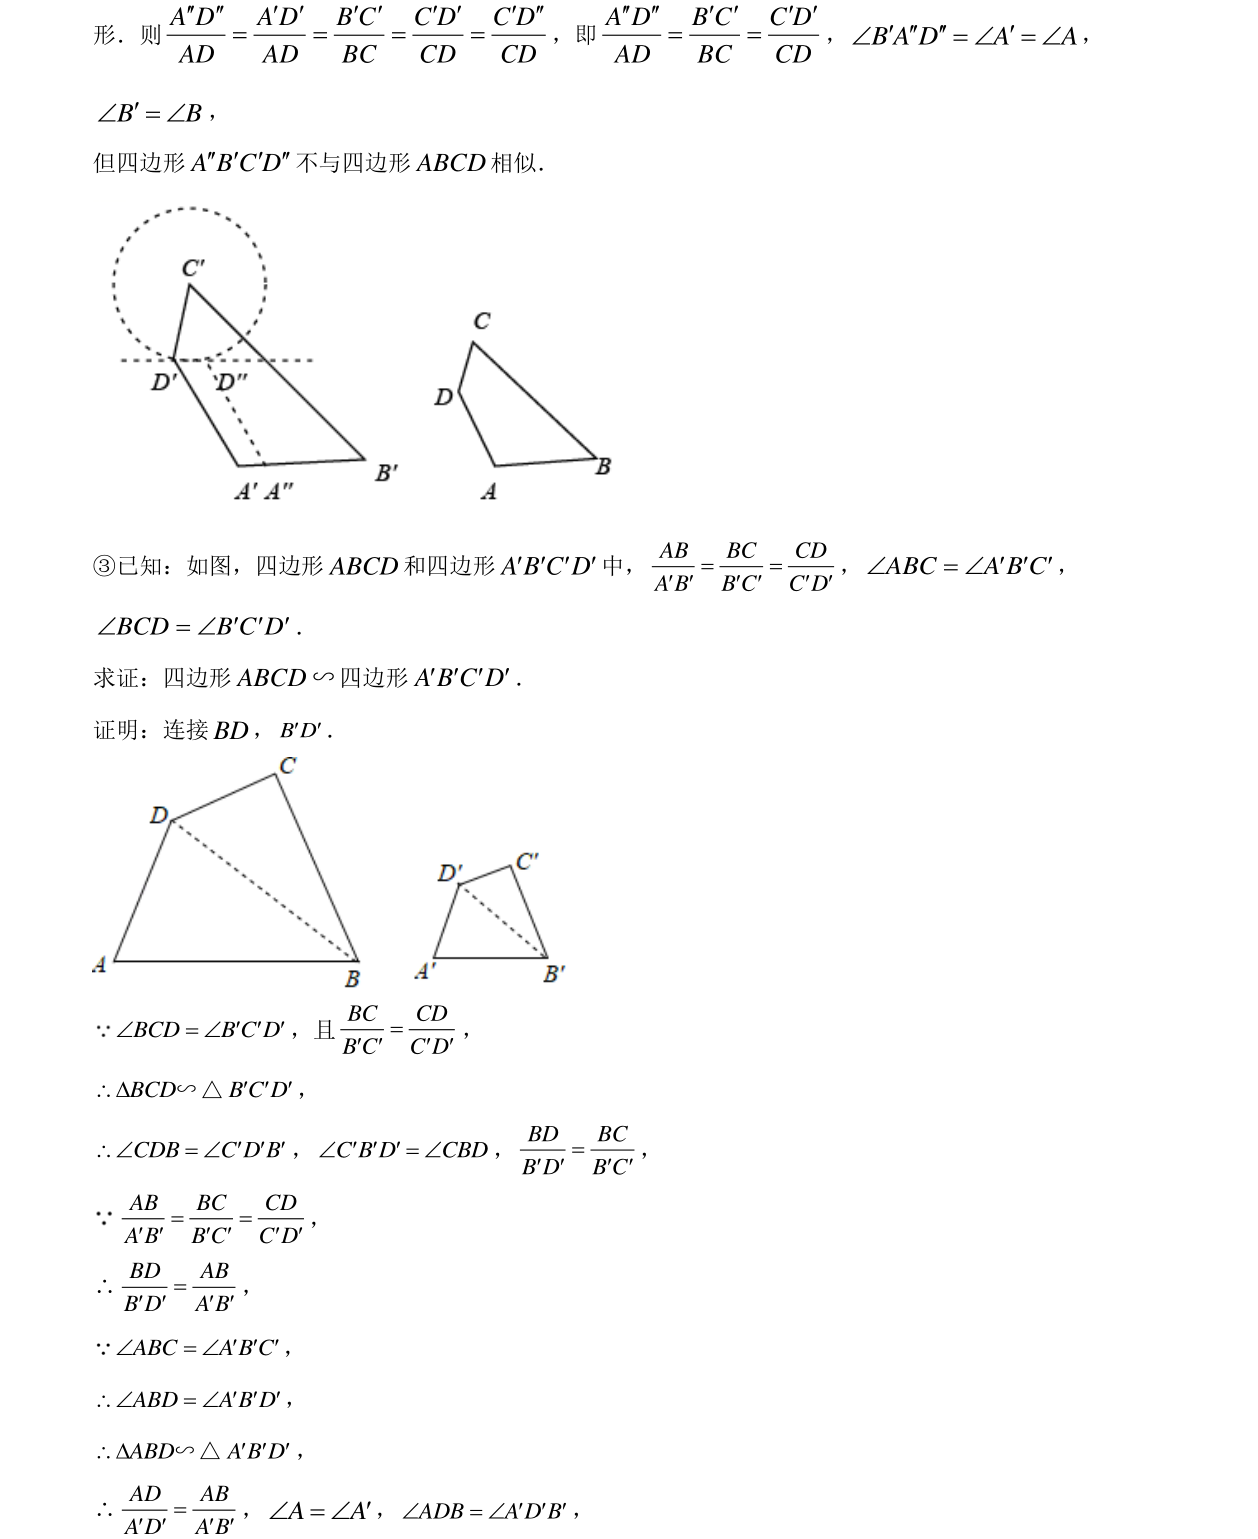 形．则 A″D″/AD = A′D′/AD = B′C′/BC = C′D′/CD = C′D″/CD ，即 A″D″/AD = B′C′/BC = C′D′/CD ，∠B′A″D″ = ∠A′ = ∠A ，
∠B′ = ∠B ，
但四边形 A″B′C′D″ 不与四边形 ABCD 相似．
C′
D′
D″
A′
A″
B′
C
D
A
B
③已知：如图，四边形 ABCD 和四边形 A′B′C′D′ 中， AB/A′B′ = BC/B′C′ = CD/C′D′ ，∠ABC = ∠A′B′C′ ，
∠BCD = ∠B′C′D′ ．
求证：四边形 ABCD ∽ 四边形 A′B′C′D′ ．
证明：连接 BD ， B′D′ ．
C
D
A
B
D′
C′
A′
B′
∵∠BCD = ∠B′C′D′ ，且 BC/B′C′ = CD/C′D′ ，
∴ΔBCD∽ △ B′C′D′ ，
∴∠CDB = ∠C′D′B′ ，∠C′B′D′ = ∠CBD ， BD/B′D′ = BC/B′C′ ，
∵ AB/A′B′ = BC/B′C′ = CD/C′D′ ，
∴ BD/B′D′ = AB/A′B′ ，
∵∠ABC = ∠A′B′C′ ，
∴∠ABD = ∠A′B′D′ ，
∴ΔABD∽ △ A′B′D′ ，
∴ AD/A′D′ = AB/A′B′ ，∠A = ∠A′ ，∠ADB = ∠A′D′B′ ，